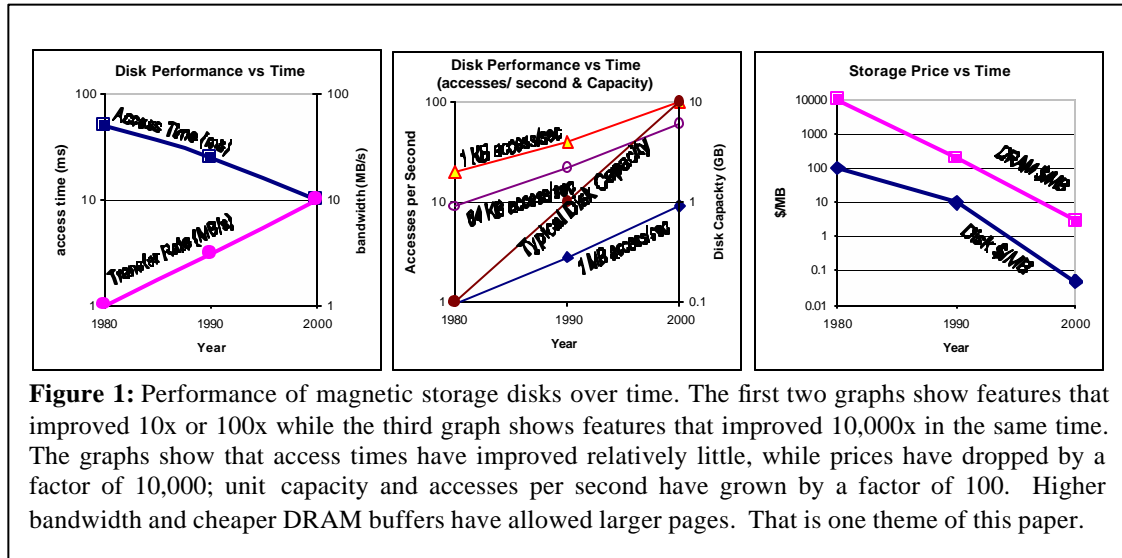 Disk Performance vs Time
100
10
1
100
10
1
access time (ms)
bandwidth (MB/s)
Access Time (ms)
Transfer Rate (MB/s)
1980 1990 2000
Year
Disk Performance vs Time
(accesses/ second & Capacity)
100
10
1
10
1
0.1
Accesses per Second
Disk Capackty (GB)
1 KB access/sec
64 KB access/sec
Typical Disk Capacity
1 MB access/sec
1980 1990 2000
Year
Storage Price vs Time
10000
1000
100
10
1
0.1
0.01
$/MB
DRAM $/MB
Disk $/MB
1980 1990 2000
Year
Figure 1: Performance of magnetic storage disks over time. The first two graphs show features that
improved 10x or 100x while the third graph shows features that improved 10,000x in the same time.
The graphs show that access times have improved relatively little, while prices have dropped by a
factor of 10,000; unit capacity and accesses per second have grown by a factor of 100. Higher
bandwidth and cheaper DRAM buffers have allowed larger pages. That is one theme of this paper.